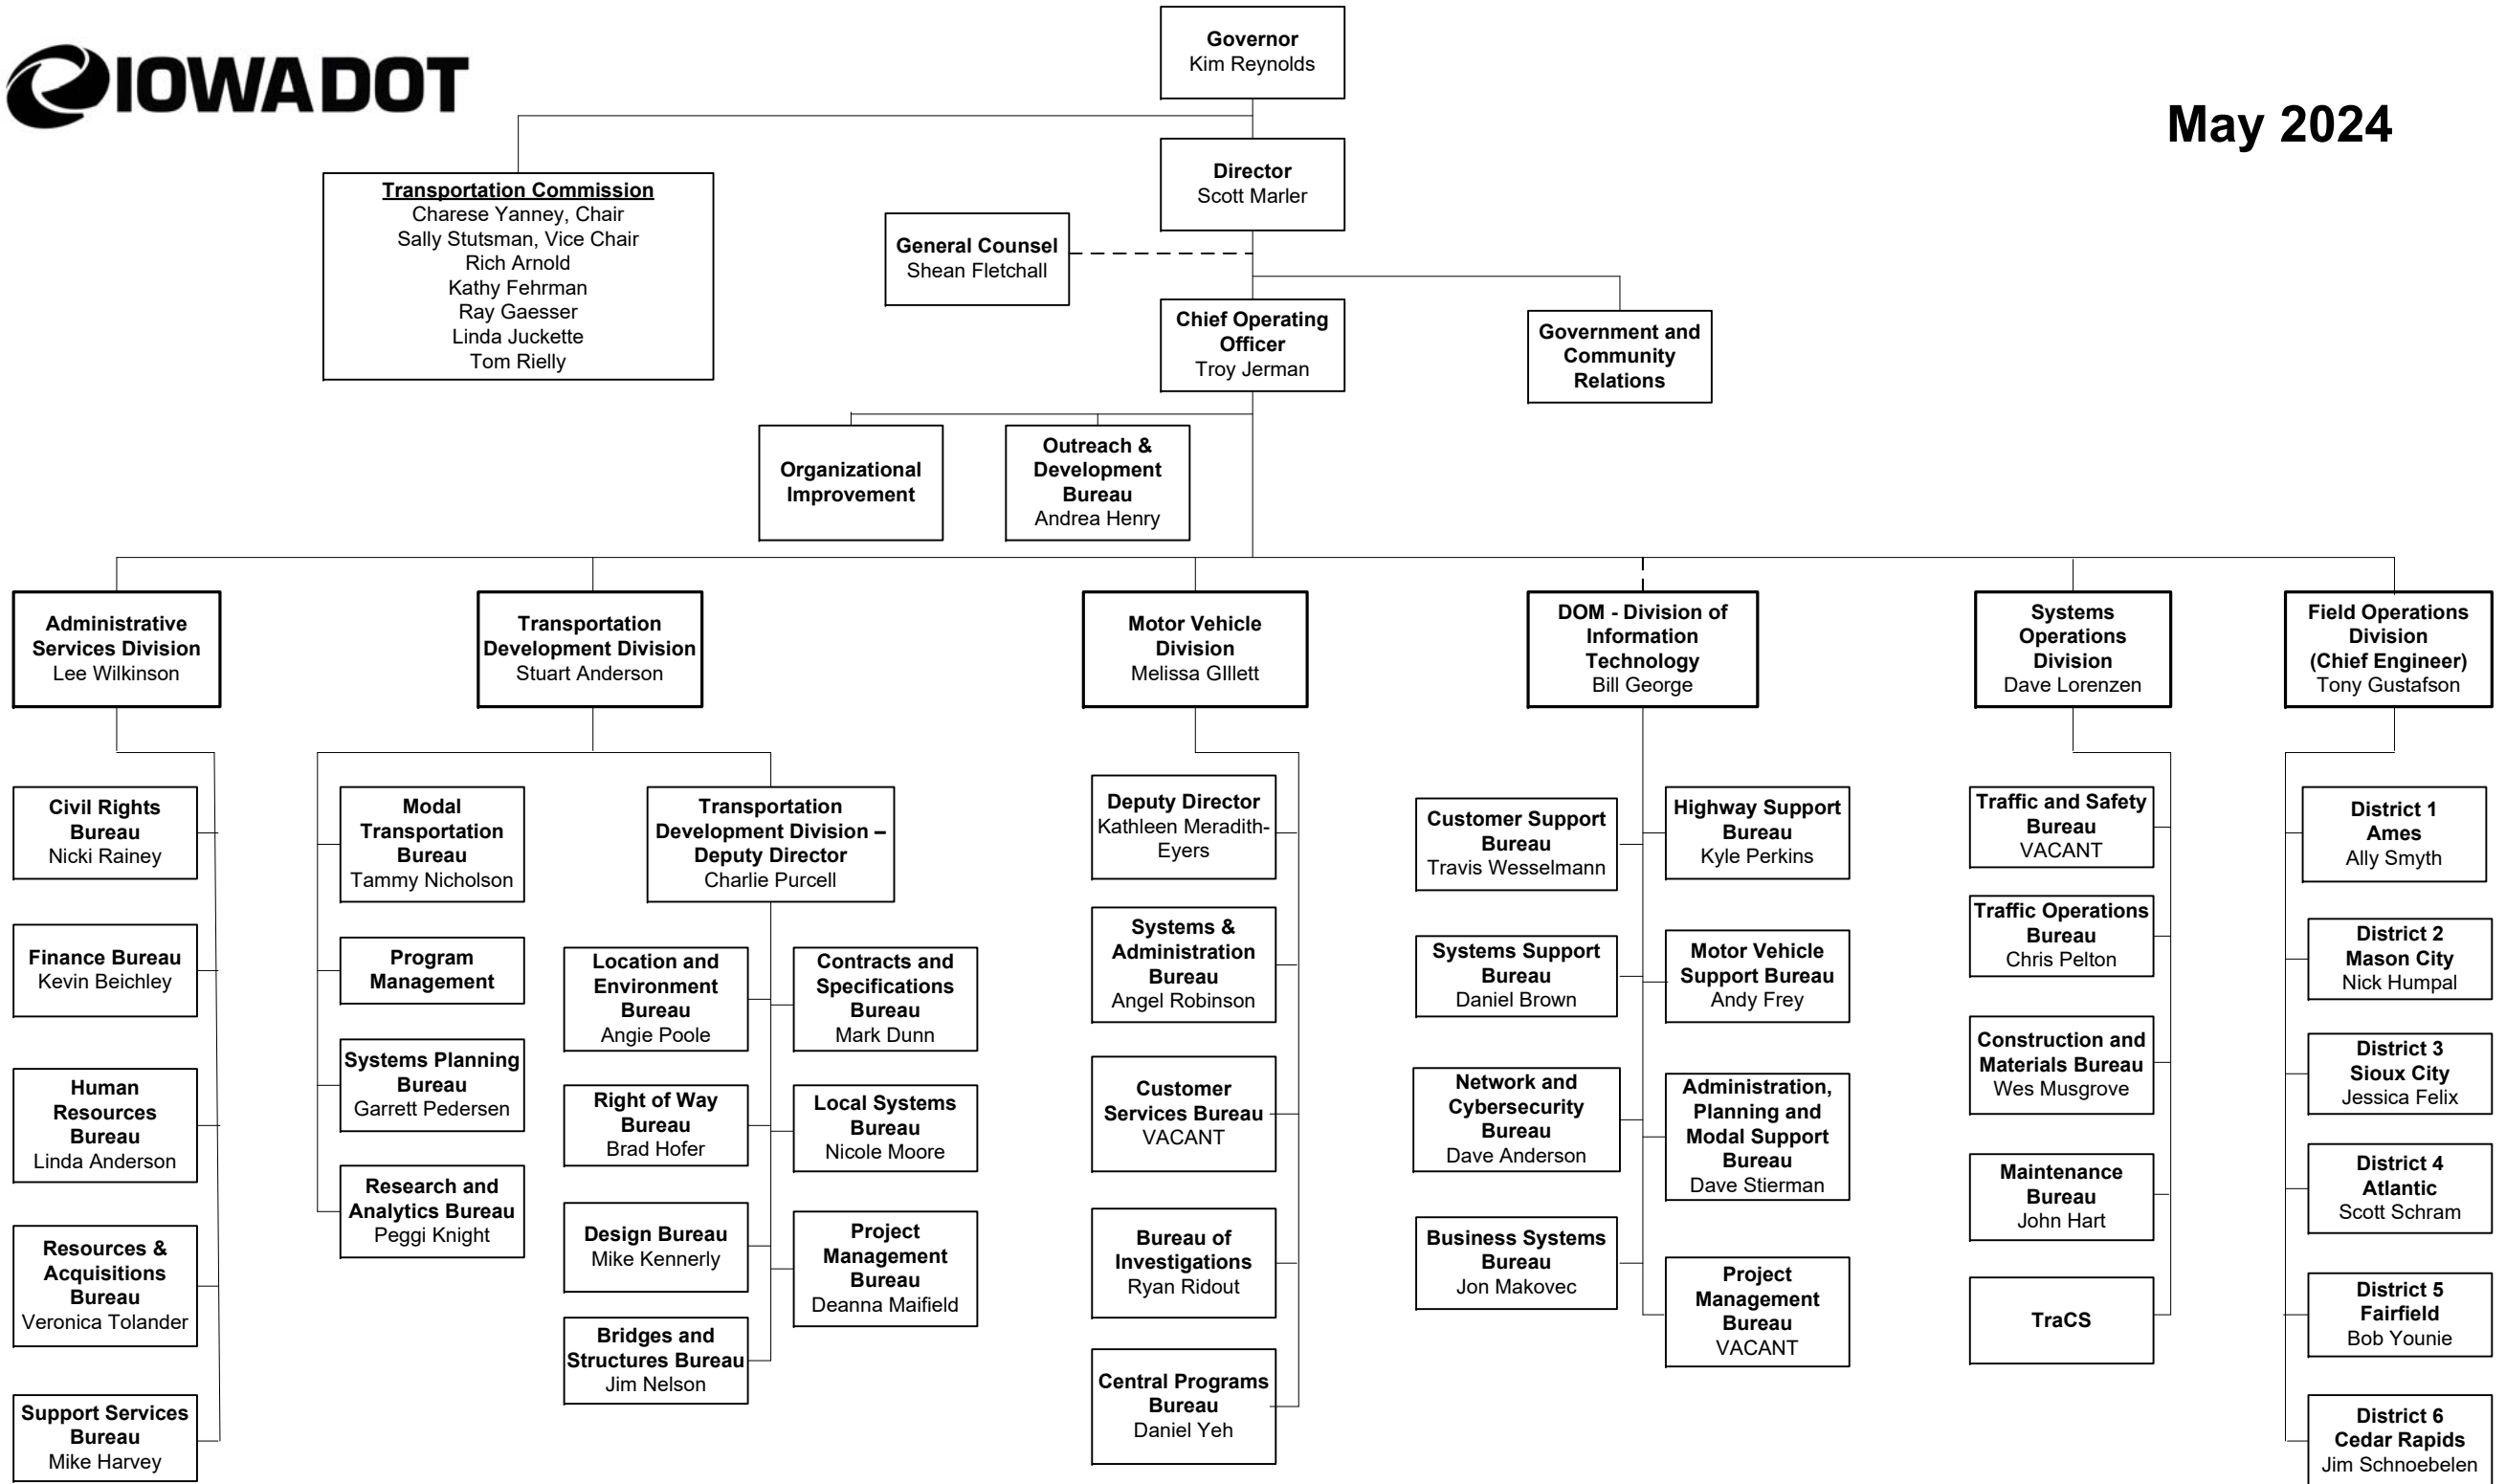 IOWADOT
May 2024
Governor
Kim Reynolds
Director
Scott Marler
Transportation Commission
Charese Yanney, Chair
Sally Stutsman, Vice Chair
Rich Arnold
Kathy Fehrman
Ray Gaesser
Linda Juckette
Tom Rielly
General Counsel
Shean Fletchall
Chief Operating
Officer
Troy Jerman
Government and
Community
Relations
Organizational
Improvement
Outreach &
Development
Bureau
Andrea Henry
Administrative
Services Division
Lee Wilkinson
Transportation
Development Division
Stuart Anderson
Motor Vehicle
Division
Melissa GIllett
DOM - Division of
Information
Technology
Bill George
Systems
Operations
Division
Dave Lorenzen
Field Operations
Division
(Chief Engineer)
Tony Gustafson
Civil Rights
Bureau
Nicki Rainey
Finance Bureau
Kevin Beichley
Human
Resources
Bureau
Linda Anderson
Resources &
Acquisitions
Bureau
Veronica Tolander
Support Services
Bureau
Mike Harvey
Modal
Transportation
Bureau
Tammy Nicholson
Program
Management
Systems Planning
Bureau
Garrett Pedersen
Research and
Analytics Bureau
Peggi Knight
Transportation
Development Division –
Deputy Director
Charlie Purcell
Location and
Environment
Bureau
Angie Poole
Right of Way
Bureau
Brad Hofer
Design Bureau
Mike Kennerly
Bridges and
Structures Bureau
Jim Nelson
Contracts and
Specifications
Bureau
Mark Dunn
Local Systems
Bureau
Nicole Moore
Project
Management
Bureau
Deanna Maifield
Deputy Director
Kathleen Meradith-
Eyers
Systems &
Administration
Bureau
Angel Robinson
Customer
Services Bureau
VACANT
Bureau of
Investigations
Ryan Ridout
Central Programs
Bureau
Daniel Yeh
Customer Support
Bureau
Travis Wesselmann
Systems Support
Bureau
Daniel Brown
Network and
Cybersecurity
Bureau
Dave Anderson
Business Systems
Bureau
Jon Makovec
Highway Support
Bureau
Kyle Perkins
Motor Vehicle
Support Bureau
Andy Frey
Administration,
Planning and
Modal Support
Bureau
Dave Stierman
Project
Management
Bureau
VACANT
Traffic and Safety
Bureau
VACANT
Traffic Operations
Bureau
Chris Pelton
Construction and
Materials Bureau
Wes Musgrove
Maintenance
Bureau
John Hart
TraCS
District 1
Ames
Ally Smyth
District 2
Mason City
Nick Humpal
District 3
Sioux City
Jessica Felix
District 4
Atlantic
Scott Schram
District 5
Fairfield
Bob Younie
District 6
Cedar Rapids
Jim Schnoebelen